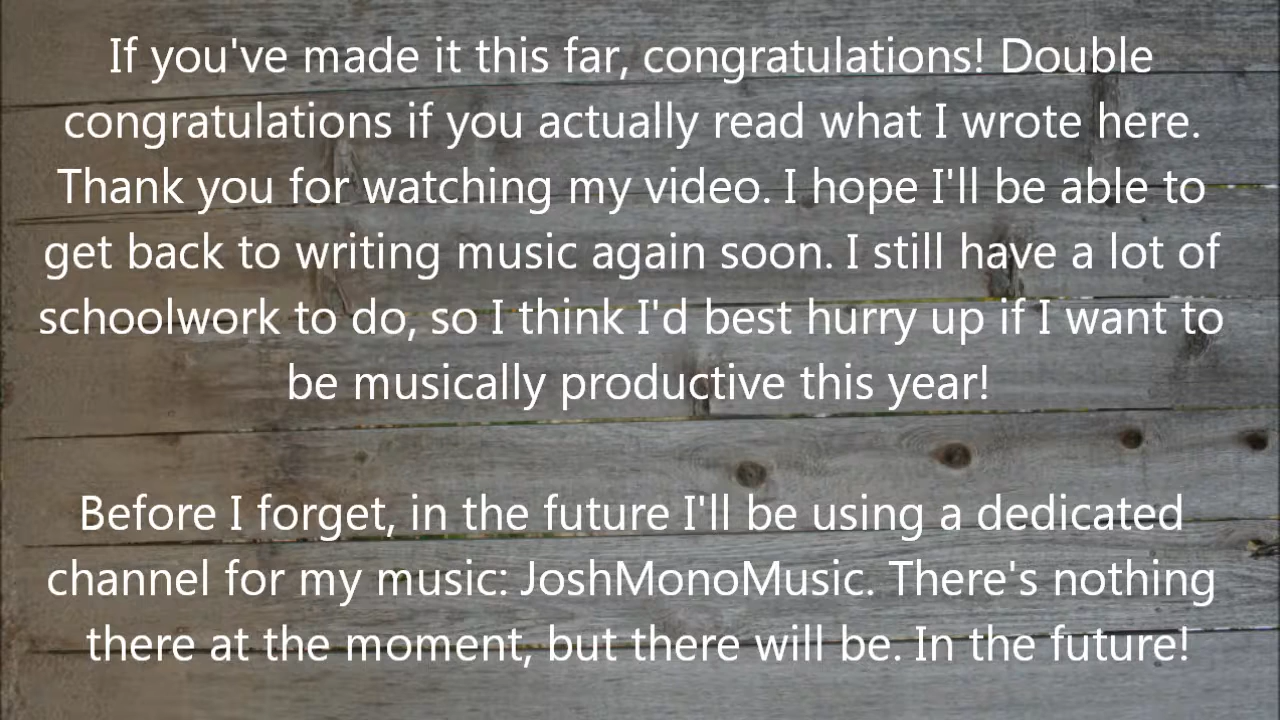 If you've made it this far, congratulations! Double
congratulations if you actually read what I wrote here.
Thank you for watching my video. I hope I'll be able to
get back to writing music again soon. I still have a lot of
schoolwork to do, so I think I'd best hurry up if I want to
be musically productive this year!
Before I forget, in the future I'll be using a dedicated
channel for my music: JoshMonoMusic. There's nothing
there at the moment, but there will be. In the future!